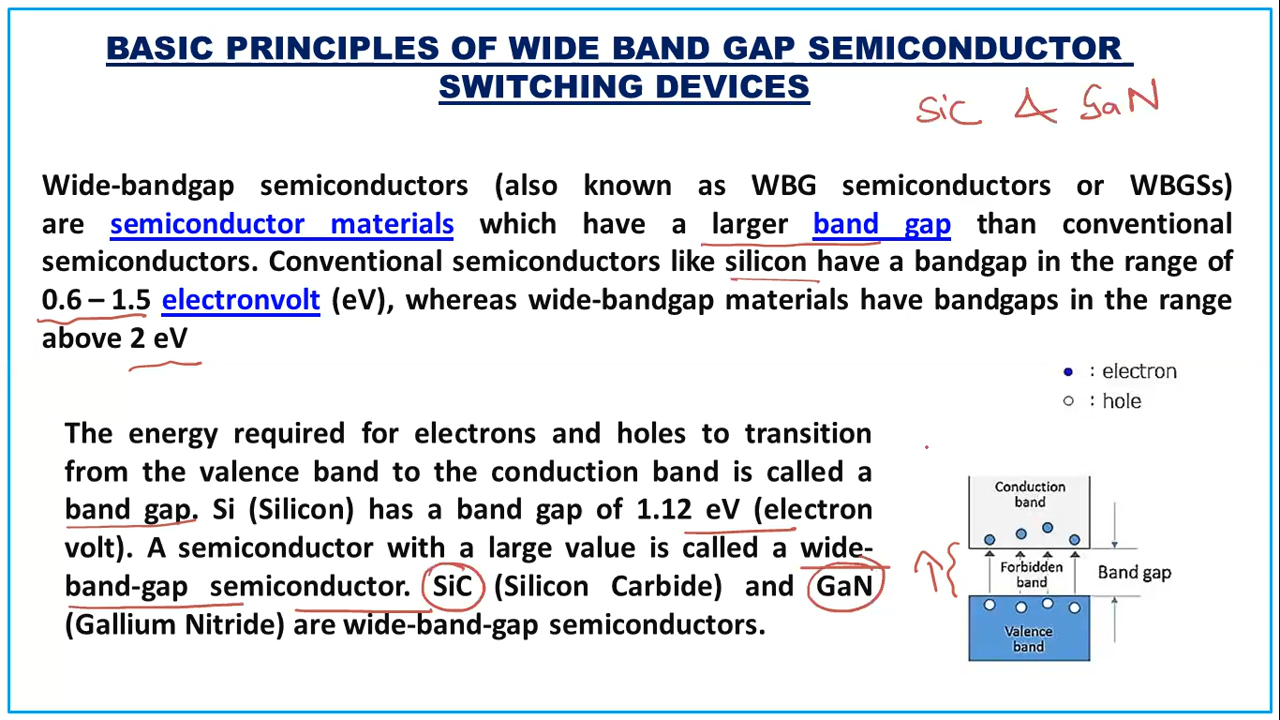 BASIC PRINCIPLES OF WIDE BAND GAP SEMICONDUCTOR
SWITCHING DEVICES
SiC & GaN
Wide-bandgap semiconductors (also known as WBG semiconductors or WBGSs)
are semiconductor materials which have a larger band gap than conventional
semiconductors. Conventional semiconductors like silicon have a bandgap in the range of
0.6 – 1.5 electronvolt (eV), whereas wide-bandgap materials have bandgaps in the range
above 2 eV
: electron
: hole
The energy required for electrons and holes to transition
from the valence band to the conduction band is called a
band gap. Si (Silicon) has a band gap of 1.12 eV (electron
volt). A semiconductor with a large value is called a wide-
band-gap semiconductor. SiC (Silicon Carbide) and GaN
(Gallium Nitride) are wide-band-gap semiconductors.
Conduction
band
Forbidden
band
Band gap
Valence
band